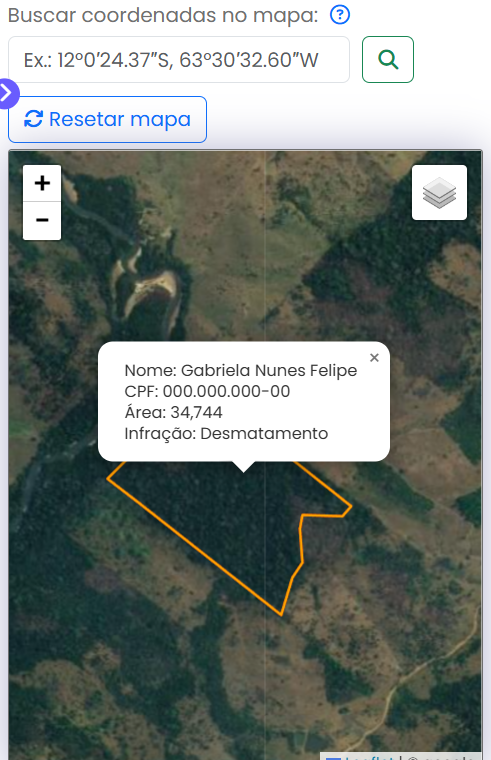 Buscar coordenadas no mapa: ?
Ex.: 12°0'24.37”S, 63°30'32.60”W
Resetar mapa
+
−
×
Nome: Gabriela Nunes Felipe
CPF: 000.000.000-00
Área: 34,744
Infração: Desmatamento